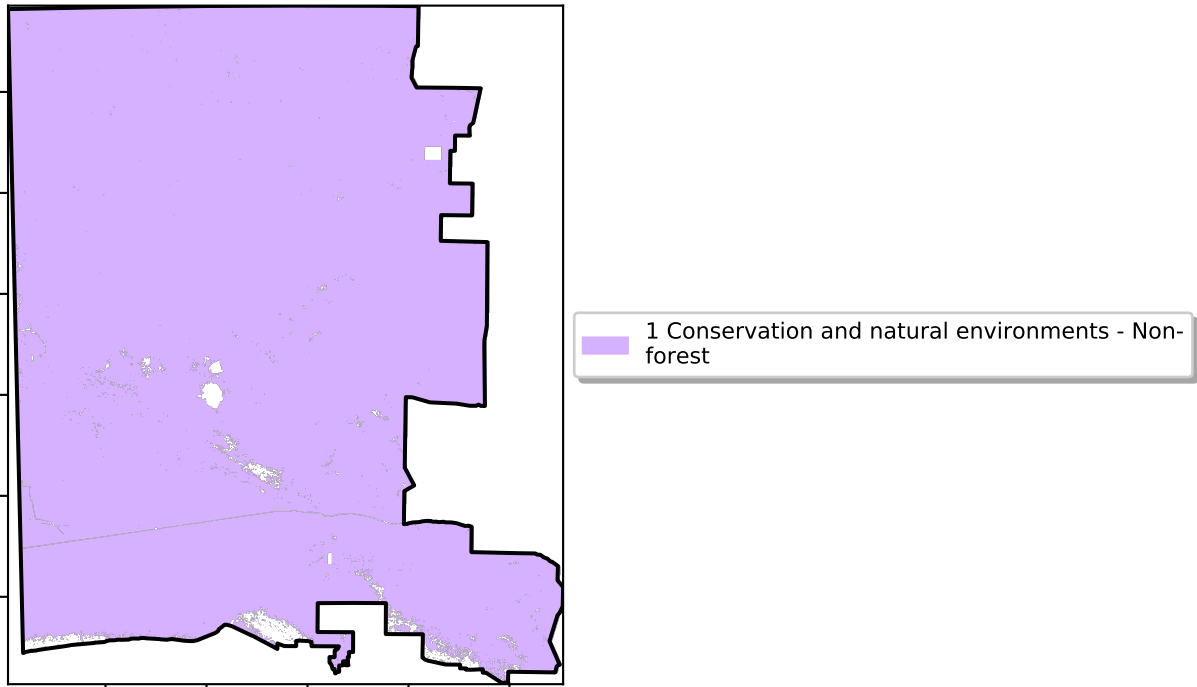 1 Conservation and natural environments - Non-
forest